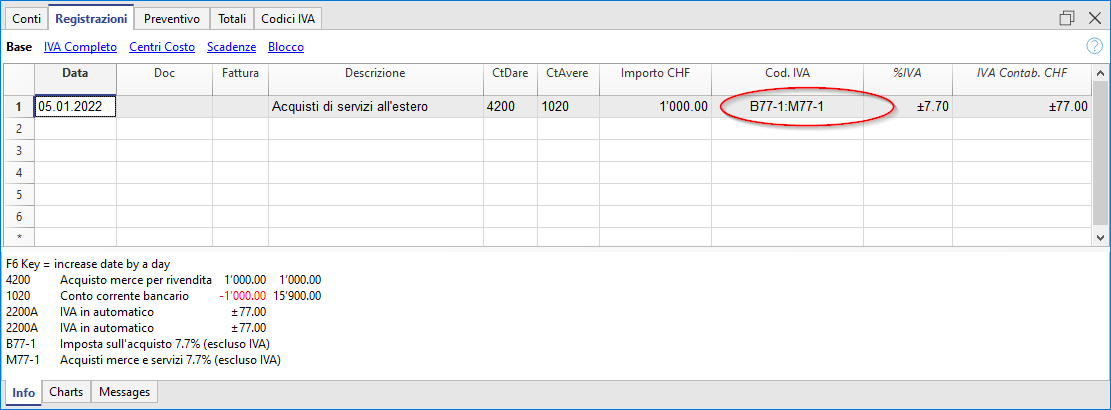 Conti Registrazioni Preventivo Totali Codici IVA
Base IVA Completo Centri Costo Scadenze Blocco ?
Data Doc Fattura Descrizione CtDare CtAvere Importo CHF Cod. IVA %IVA IVA Contab. CHF
1 05.01.2022 Acquisti di servizi all'estero 4200 1020 1'000.00 B77-1:M77-1 ±7.70 ±77.00
2
3
4
5
6
*
F6 Key = increase date by a day
4200 Acquisto merce per rivendita 1'000.00 1'000.00
1020 Conto corrente bancario -1'000.00 15'900.00
2200A IVA in automatico ±77.00
2200A IVA in automatico ±77.00
B77-1 Imposta sull'acquisto 7.7% (escluso IVA)
M77-1 Acquisti merce e servizi 7.7% (escluso IVA)
Info Charts Messages